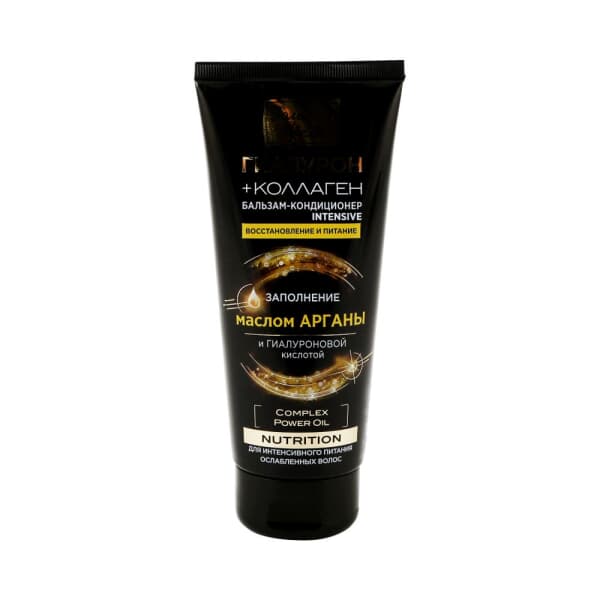 ГИАЛУРОН
+КОЛЛАГЕН
БАЛЬЗАМ-КОНДИЦИОНЕР
INTENSIVE
ВОССТАНОВЛЕНИЕ И ПИТАНИЕ
ЗАПОЛНЕНИЕ
маслом АРГАНЫ
и ГИАЛУРОНОВОЙ
кислотой
COMPLEX
POWER OIL
NUTRITION
ДЛЯ ИНТЕНСИВНОГО ПИТАНИЯ
ОСЛАБЛЕННЫХ ВОЛОС